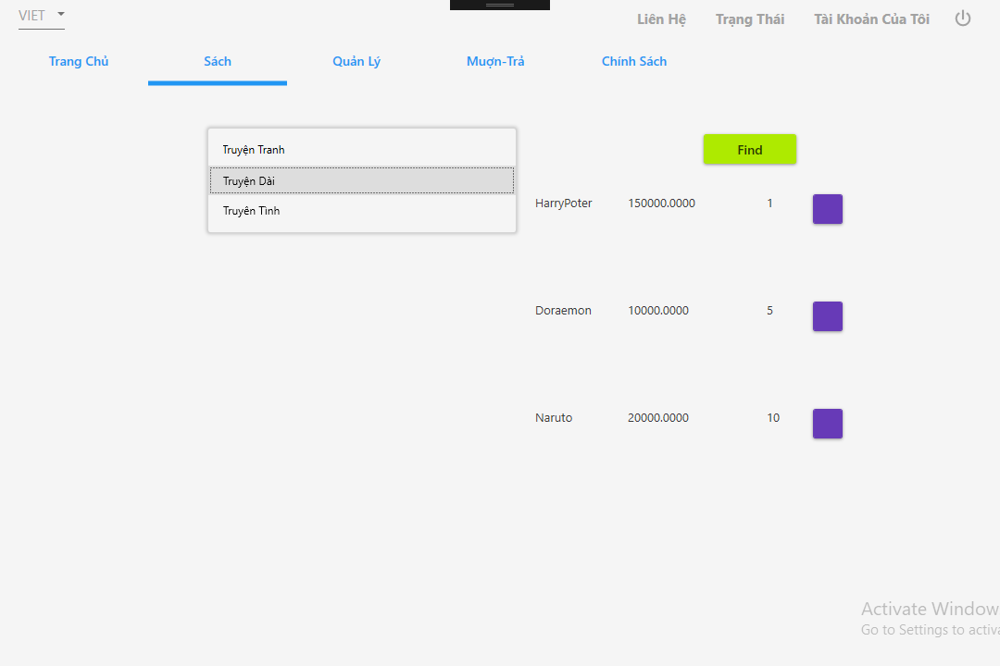 VIET
Liên Hệ Trạng Thái Tài Khoản Của Tôi
Trang Chủ Sách Quản Lý Muợn-Trả Chính Sách
Truyện Tranh
Truyện Dài
Truyên Tình
Find
HarryPoter 150000.0000 1
Doraemon 10000.0000 5
Naruto 20000.0000 10
Activate Window
Go to Settings to activa